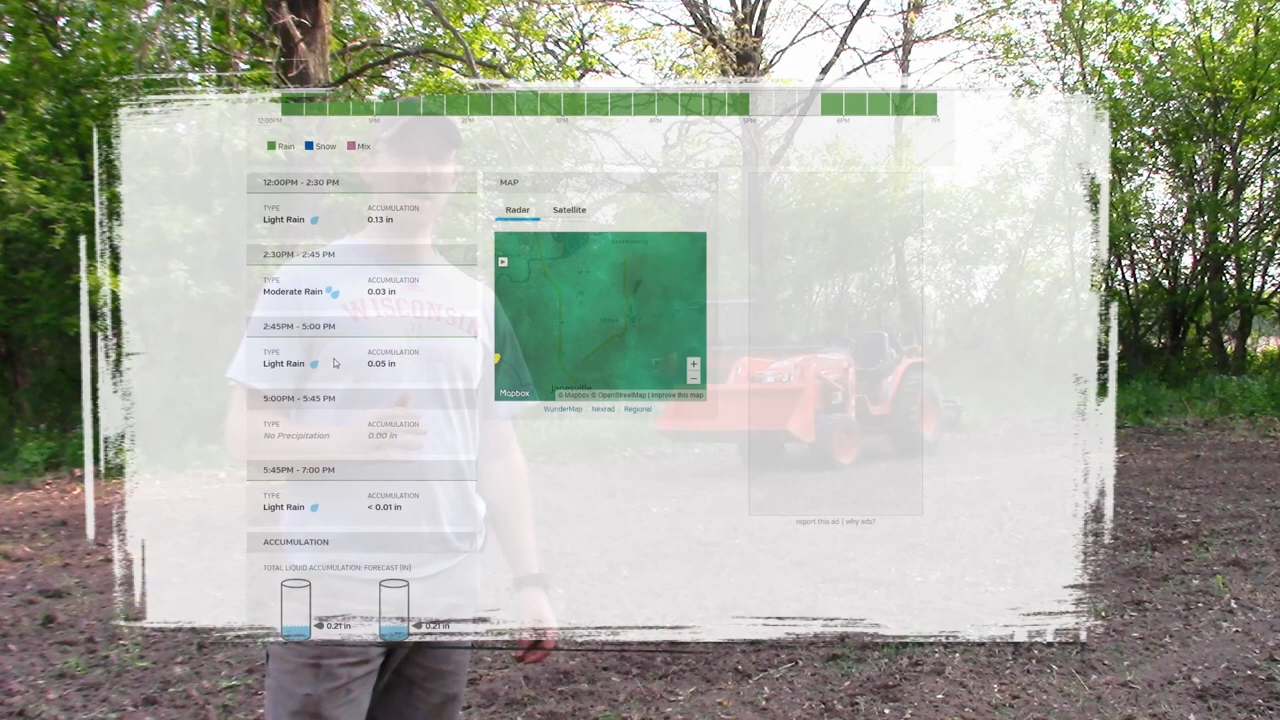 12:00PM 1PM 2PM 3PM 4PM 5PM 6PM 7PM
Rain Snow Mix
12:00PM - 2:30 PM
TYPE ACCUMULATION
Light Rain 0.13 in
2:30PM - 2:45 PM
TYPE ACCUMULATION
Moderate Rain 0.03 in
2:45PM - 5:00 PM
TYPE ACCUMULATION
Light Rain 0.05 in
5:00PM - 5:45 PM
TYPE ACCUMULATION
No Precipitation 0.00 in
5:45PM - 7:00 PM
TYPE ACCUMULATION
Light Rain < 0.01 in
ACCUMULATION
TOTAL LIQUID ACCUMULATION: FORECAST [IN]
0.21 in 0.21 in
MAP
Radar Satellite
Janesville
Mapbox © Mapbox © OpenStreetMap | Improve this map
WunderMap Nexrad Regional
report this ad | why ads?
WISCONSIN